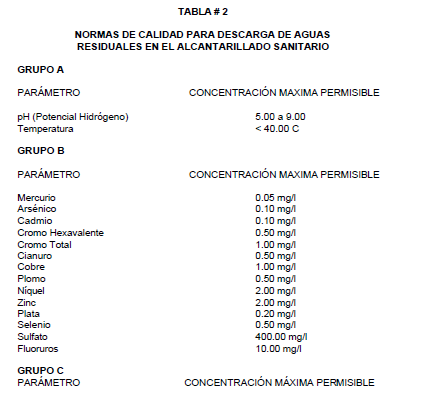 TABLA # 2
NORMAS DE CALIDAD PARA DESCARGA DE AGUAS
RESIDUALES EN EL ALCANTARILLADO SANITARIO
GRUPO A
PARÁMETRO CONCENTRACIÓN MAXIMA PERMISIBLE
pH (Potencial Hidrógeno) 5.00 a 9.00
Temperatura < 40.00 C
GRUPO B
PARÁMETRO CONCENTRACIÓN MAXIMA PERMISIBLE
Mercurio 0.05 mg/l
Arsénico 0.10 mg/l
Cadmio 0.10 mg/l
Cromo Hexavalente 0.50 mg/l
Cromo Total 1.00 mg/l
Cianuro 0.50 mg/l
Cobre 1.00 mg/l
Plomo 0.50 mg/l
Níquel 2.00 mg/l
Zinc 2.00 mg/l
Plata 0.20 mg/l
Selenio 0.50 mg/l
Sulfato 400.00 mg/l
Fluoruros 10.00 mg/l
GRUPO C
PARÁMETRO CONCENTRACIÓN MÁXIMA PERMISIBLE